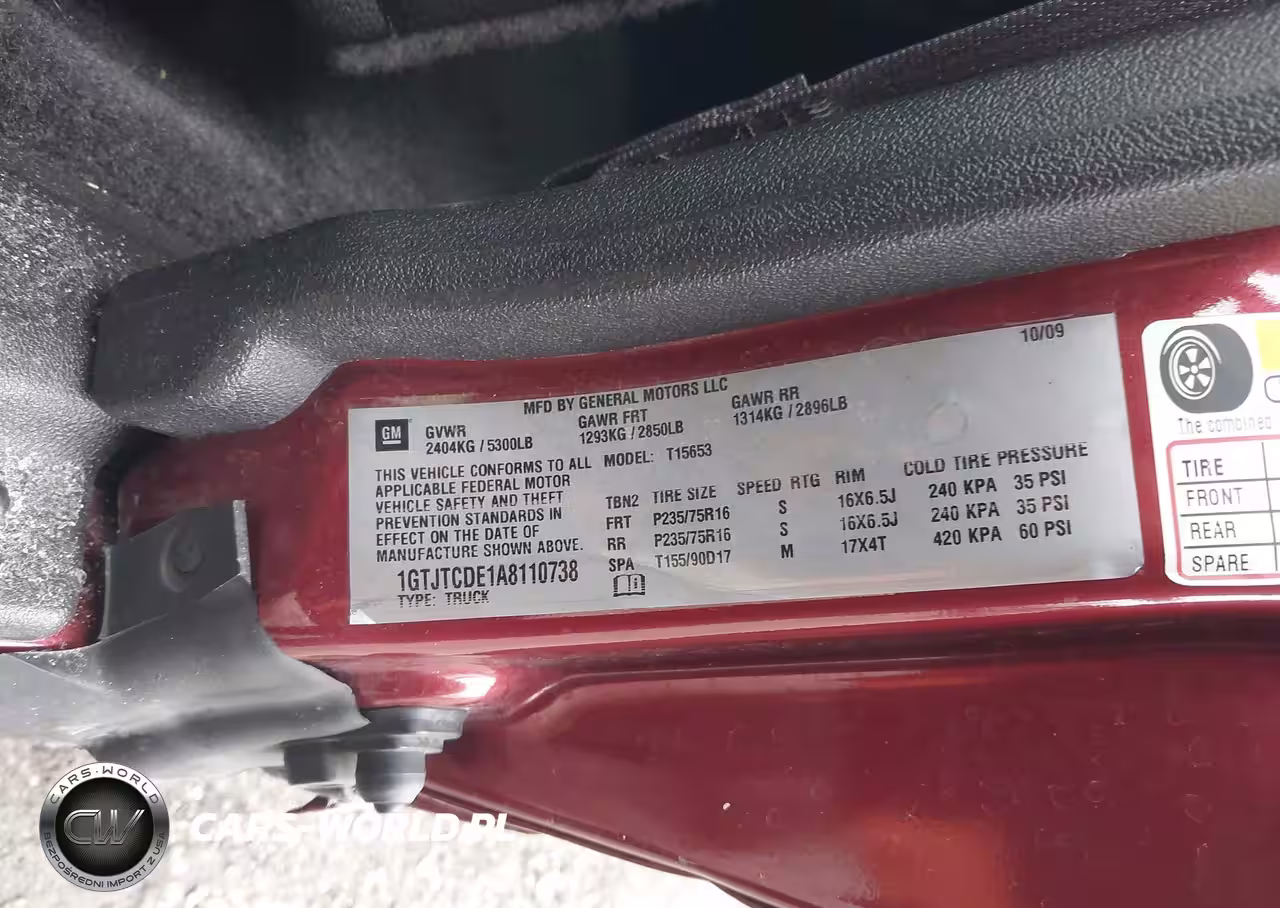 10/09
MFD BY GENERAL MOTORS LLC
GM
GVWR GAWR FRT GAWR RR
2404KG / 5300LB 1293KG / 2850LB 1314KG / 2896LB
THIS VEHICLE CONFORMS TO ALL
APPLICABLE FEDERAL MOTOR
VEHICLE SAFETY AND THEFT
PREVENTION STANDARDS IN
EFFECT ON THE DATE OF
MANUFACTURE SHOWN ABOVE.
1GTJTCDE1A8110738
TYPE: TRUCK
MODEL: T15653
TBN2 TIRE SIZE SPEED RTG RIM COLD TIRE PRESSURE
FRT P235/75R16 S 16X6.5J 240 KPA 35 PSI
RR P235/75R16 S 16X6.5J 240 KPA 35 PSI
SPA T155/90D17 M 17X4T 420 KPA 60 PSI
The combined
TIRE
FRONT
REAR
SPARE
CARS-WORLD
CW
BEZPOŚREDNI IMPORT Z USA
CARS-WORLD.PL